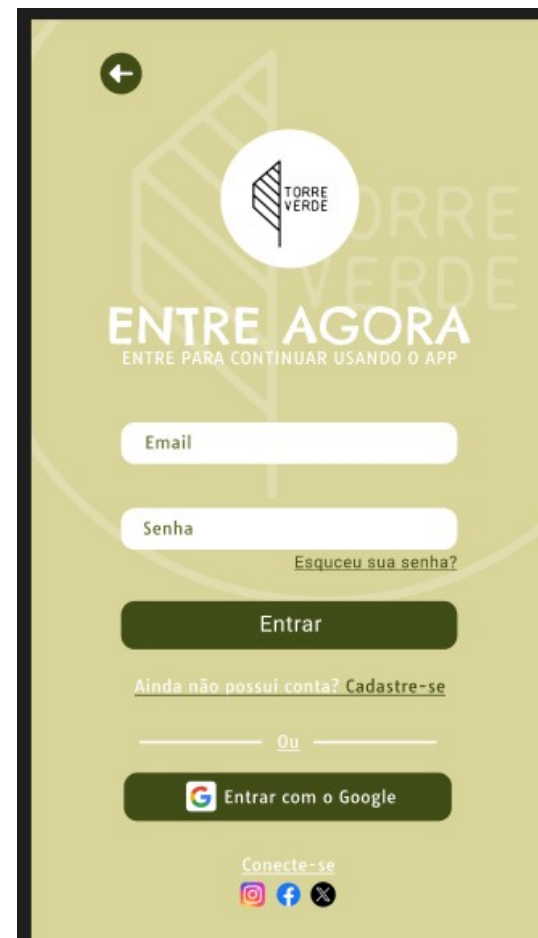 TORRE
VERDE
TORRE
VERDE
ENTRE AGORA
ENTRE PARA CONTINUAR USANDO O APP
Email
Senha
Esquceu sua senha?
Entrar
Ainda não possui conta? Cadastre-se
Ou
Entrar com o Google
Conecte-se